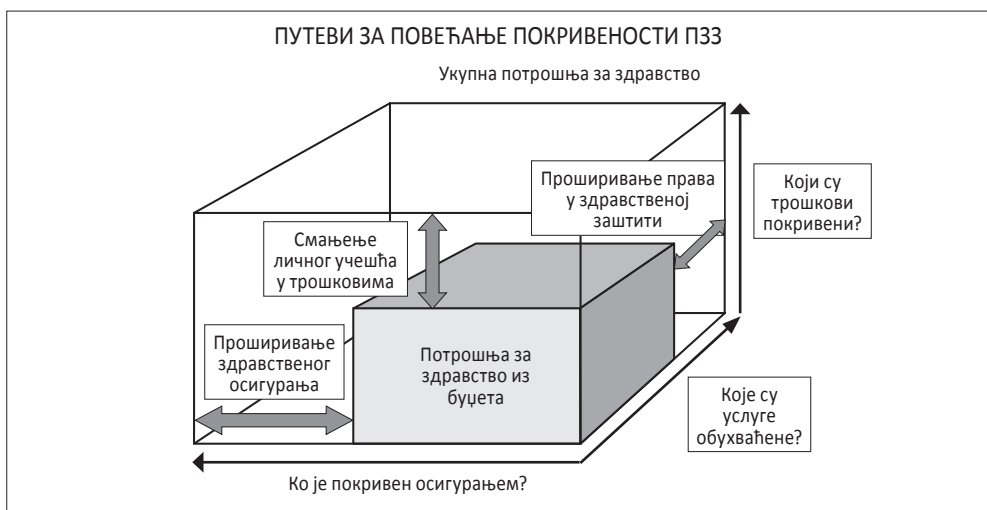 ПУТЕВИ ЗА ПОВЕЋАЊЕ ПОКРИВЕНОСТИ ПЗЗ
Укупна потрошња за здравство
Проширивање права
у здравственој
заштити
Који су
трошкови
покривени?
Смањење
личног учешћа
у трошковима
Проширивање
здравственог
осигурања
Потрошња за
здравство из
буџета
Које су
услуге
обухваћене?
Ко је покривен осигурањем?